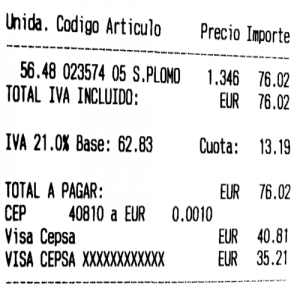 Unida. Codigo Articulo Precio Importe
56.48 023574 05 S.PLOMO 1.346 76.02
TOTAL IVA INCLUIDO: EUR 76.02
IVA 21.0% Base: 62.83 Cuota: 13.19
TOTAL A PAGAR: EUR 76.02
CEP 40810 a EUR 0.0010
Visa Cepsa EUR 40.81
VISA CEPSA XXXXXXXXXXXX EUR 35.21